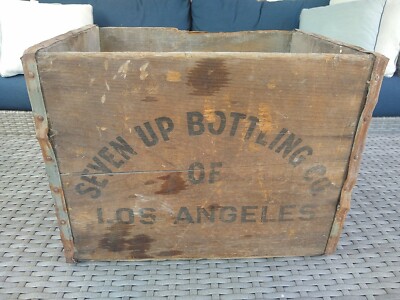 SEVEN UP BOTTLING CO.
OF
LOS ANGELES